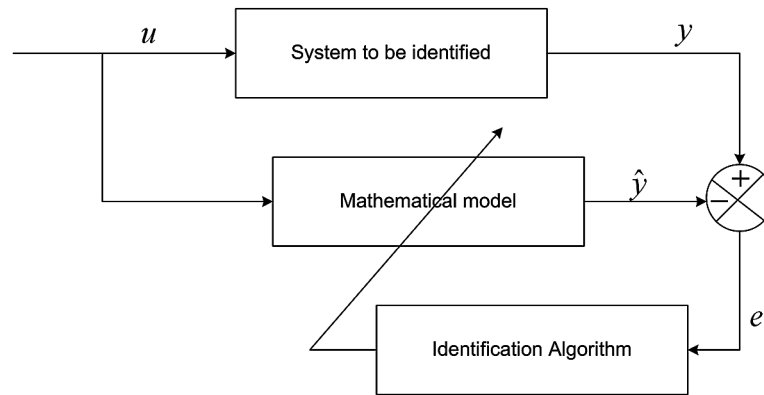 u
System to be identified
y
Mathematical model
ŷ
+
−
e
Identification Algorithm